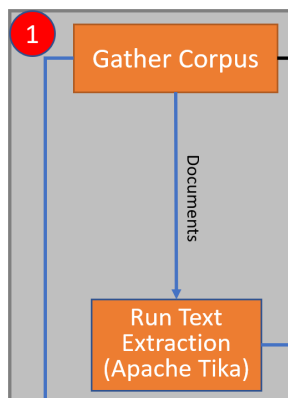 1
Gather Corpus
Documents
Run Text
Extraction
(Apache Tika)